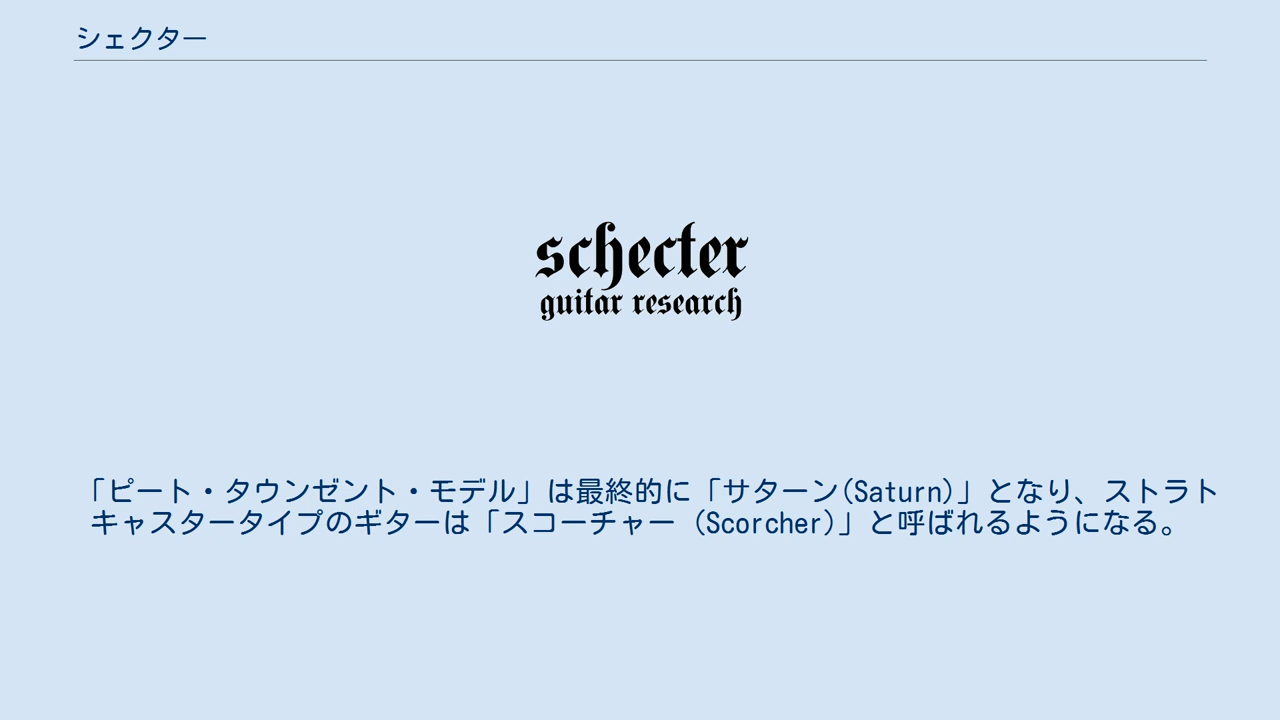 シェクター
schecter
guitar research
「ピート・タウンゼント・モデル」は最終的に「サターン(Saturn)」となり、ストラト
キャスタータイプのギターは「スコーチャー (Scorcher)」と呼ばれるようになる。